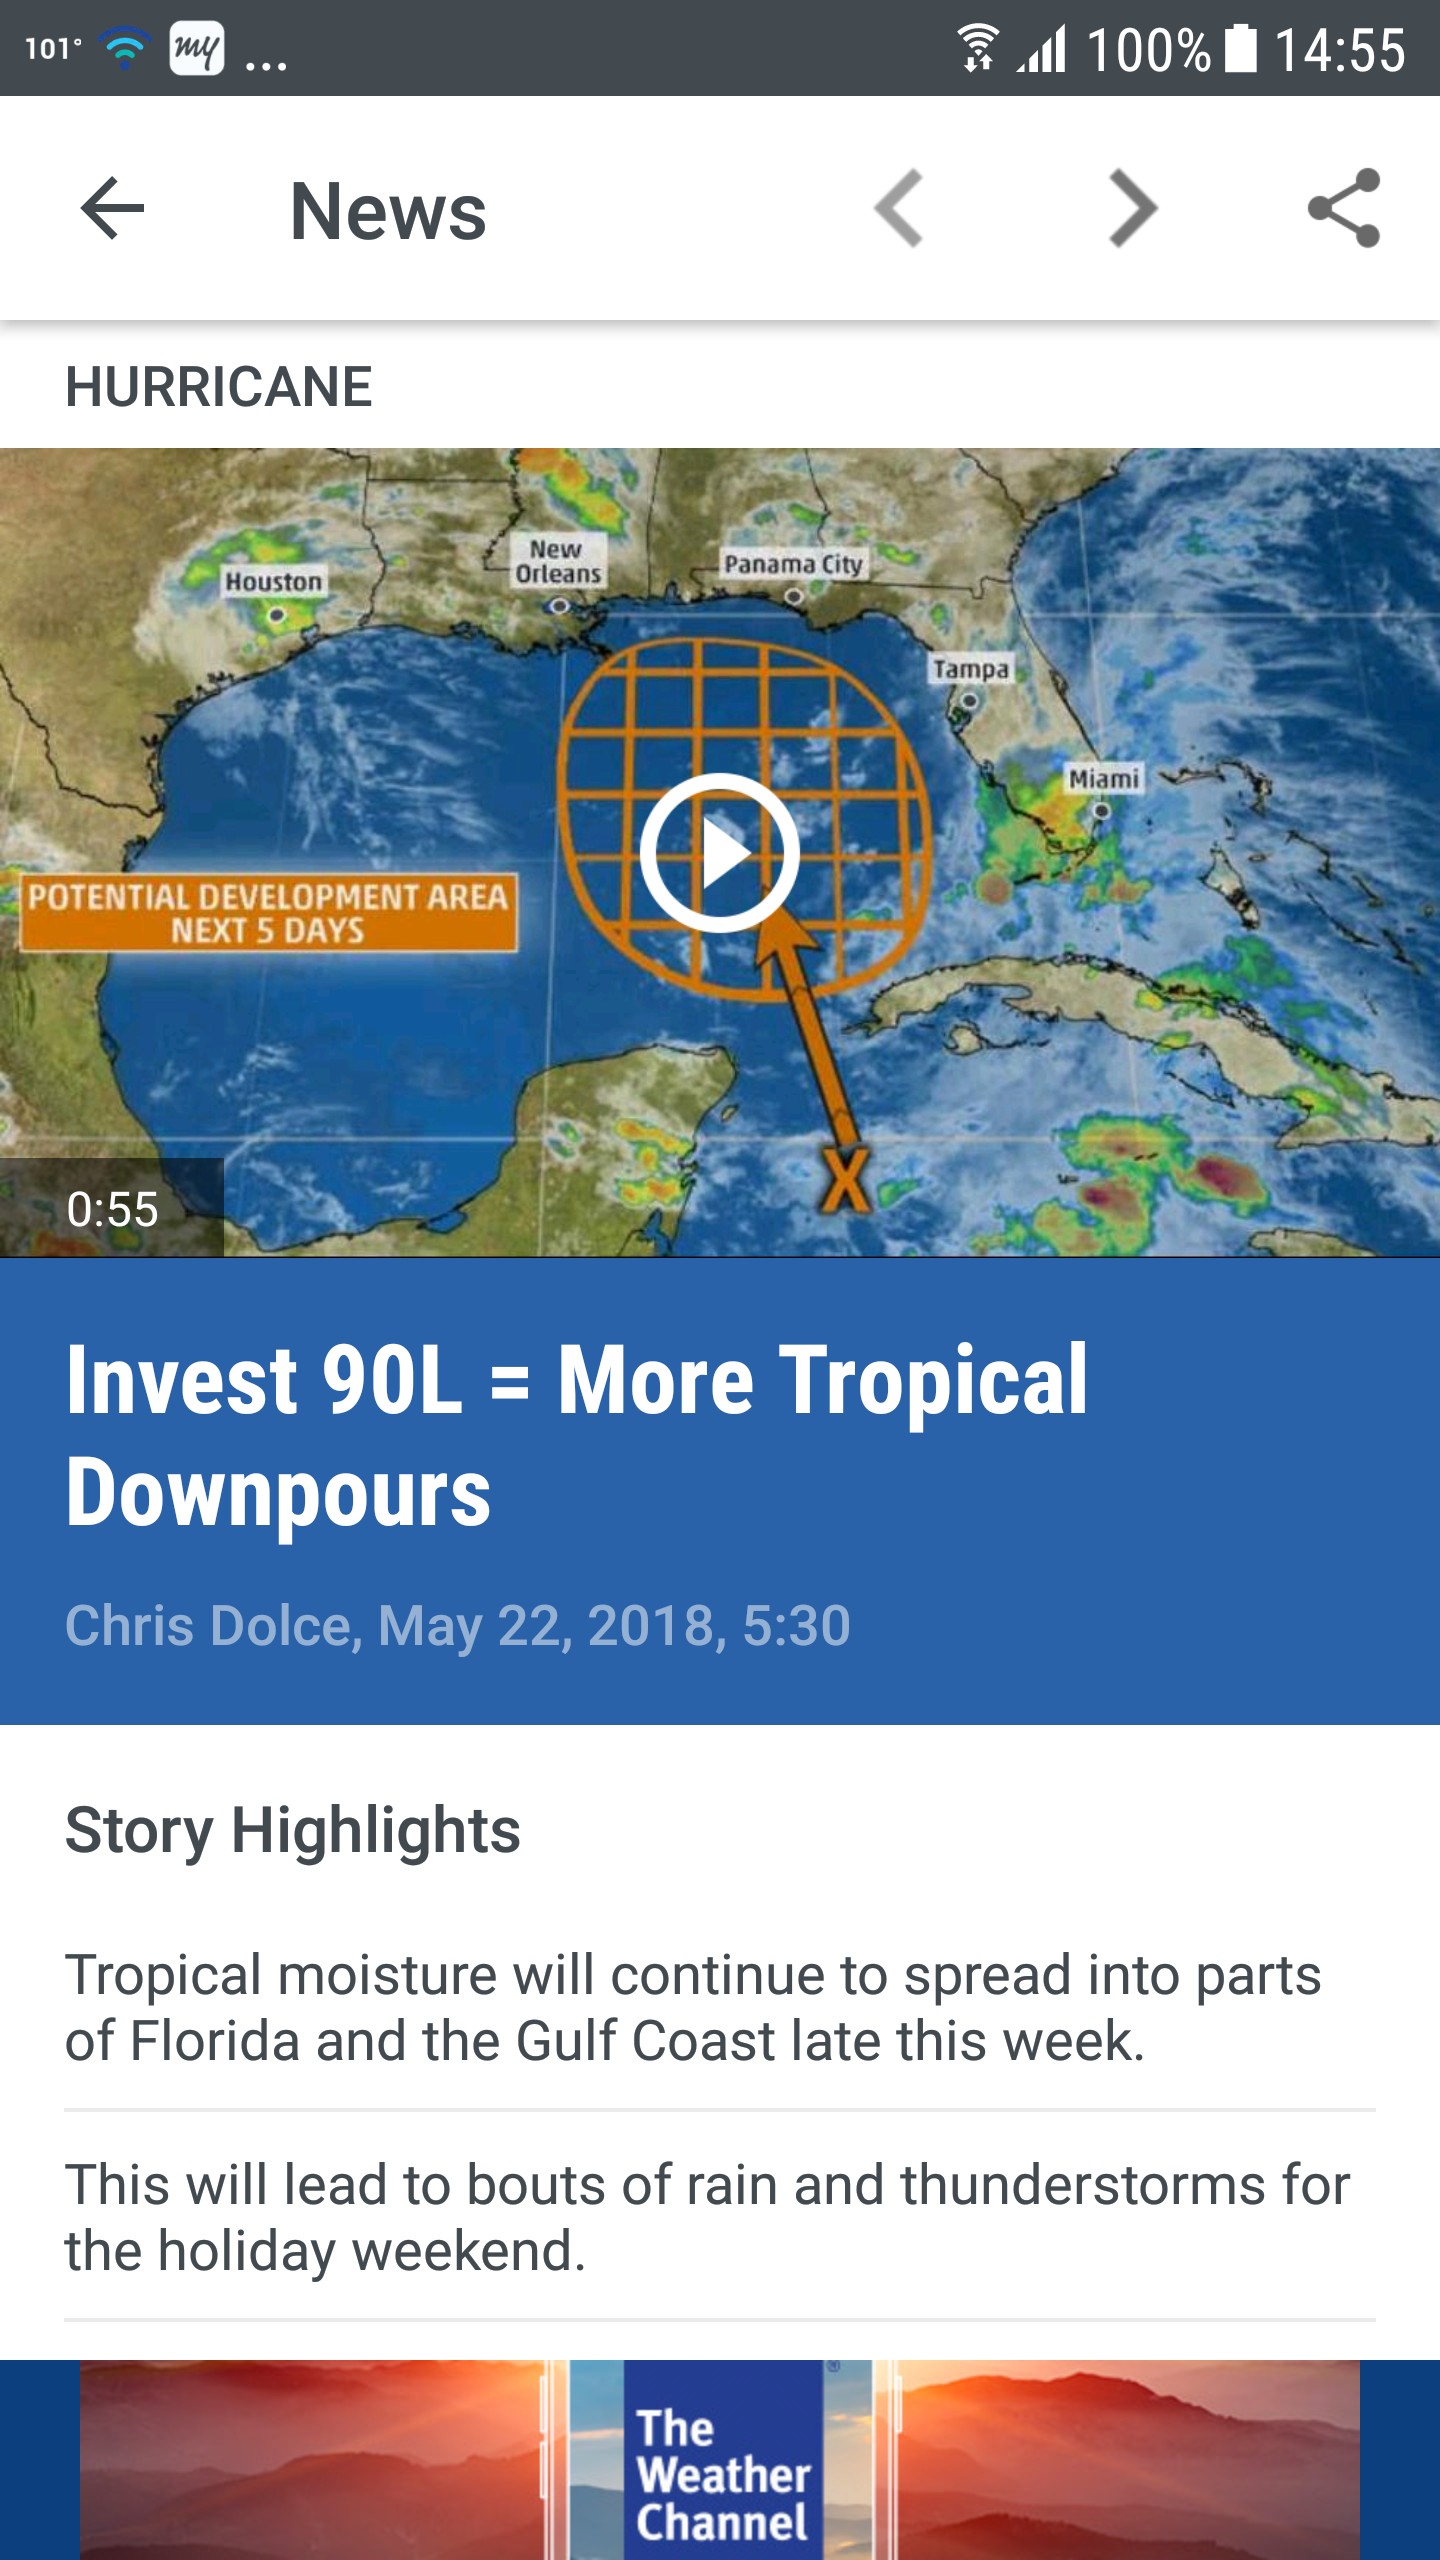 101°
my
...
100%
14:55
News
HURRICANE
Houston
New
Orleans
Panama City
Tampa
Miami
POTENTIAL DEVELOPMENT AREA
NEXT 5 DAYS
X
0:55
Invest 90L = More Tropical
Downpours
Chris Dolce, May 22, 2018, 5:30
Story Highlights
Tropical moisture will continue to spread into parts
of Florida and the Gulf Coast late this week.
This will lead to bouts of rain and thunderstorms for
the holiday weekend.
The
Weather
Channel
®